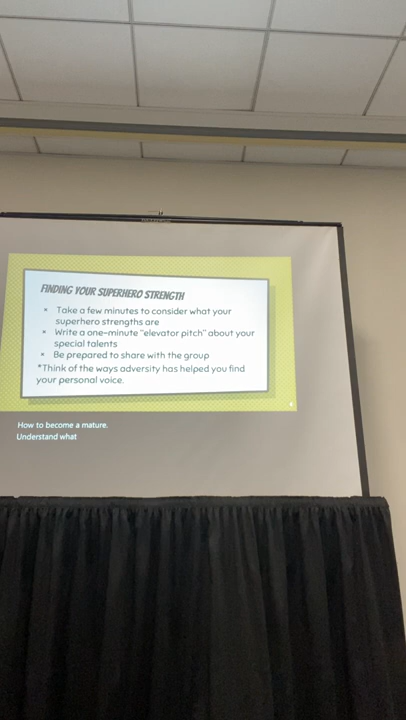 FINDING YOUR SUPERHERO STRENGTH
* Take a few minutes to consider what your
superhero strengths are
* Write a one-minute "elevator pitch" about your
special talents
* Be prepared to share with the group
*Think of the ways adversity has helped you find
your personal voice.
How to become a mature.
Understand what